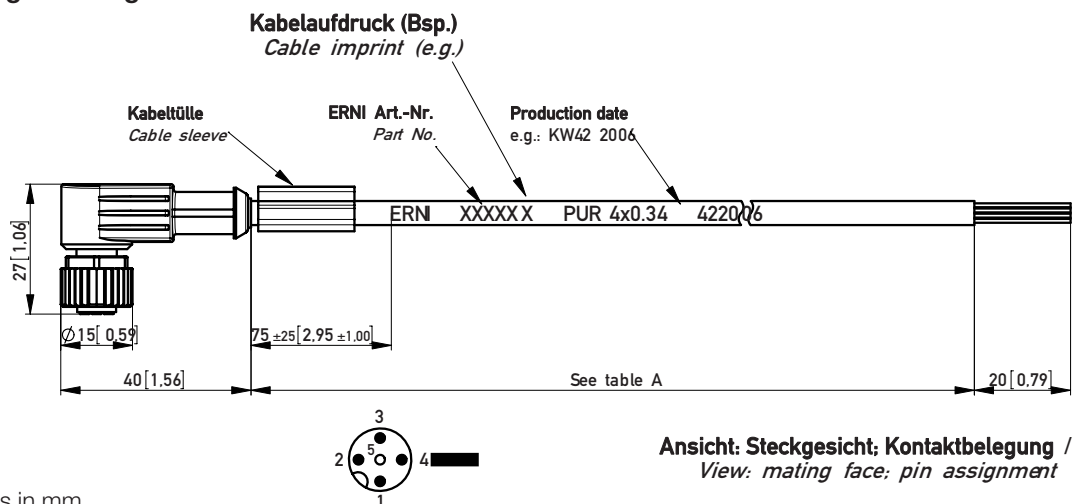 Kabelaufdruck (Bsp.)
Cable imprint (e.g.)
Kabeltülle
Cable sleeve
ERNI Art.-Nr.
Part No.
Production date
e.g.: KW42 2006
ERNI XXXXXX PUR 4x0.34 422006
27 [1.06]
Ø 15[ 0,59]
75 ±25[2,95 ±1,00]
40[1,56]
See table A
20[0,79]
3
2 5 4
1
Ansicht: Steckgesicht; Kontaktbelegung /
View: mating face; pin assignment
s in mm